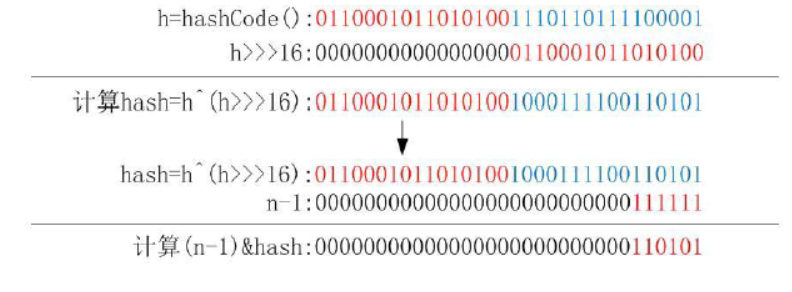 h=hashCode():01100010110101001110110111100001
h>>>16:00000000000000000110001011010100
计算hash=h^(h>>>16):01100010110101001000111100110101
hash=h^(h>>>16):01100010110101001000111100110101
n-1:00000000000000000000000000111111
计算(n-1)&hash:00000000000000000000000000110101